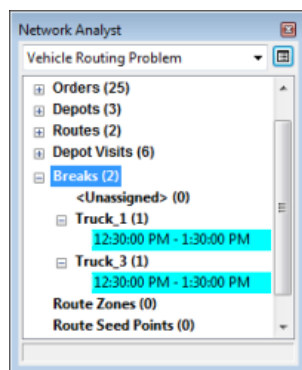 Network Analyst
Vehicle Routing Problem
Orders (25)
Depots (3)
Routes (2)
Depot Visits (6)
Breaks (2)
<Unassigned> (0)
Truck_1 (1)
12:30:00 PM - 1:30:00 PM
Truck_3 (1)
12:30:00 PM - 1:30:00 PM
Route Zones (0)
Route Seed Points (0)